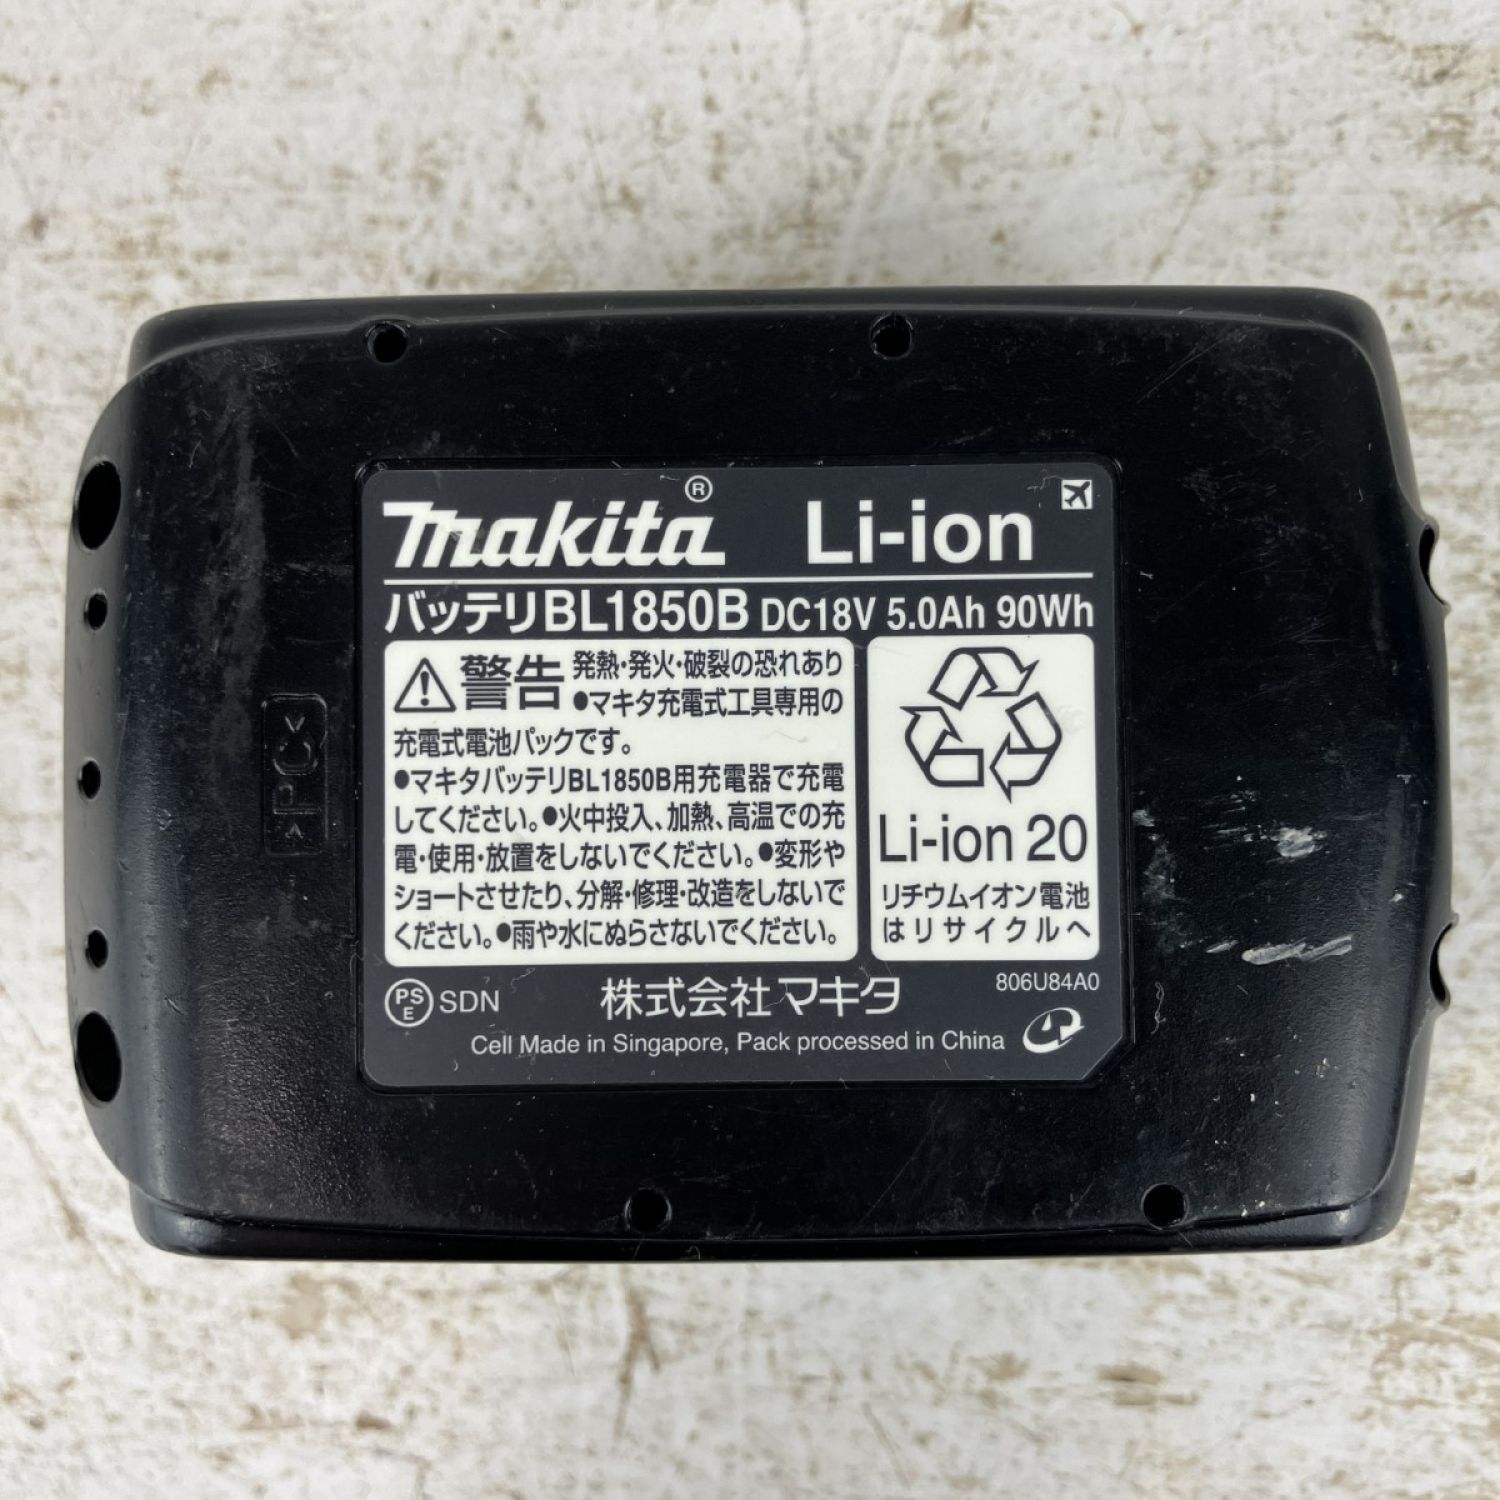 makita® Li-ion
バッテリBL1850B DC18V 5.0Ah 90Wh
警告 発熱・発火・破裂の恐れあり
●マキタ充電式工具専用の
充電式電池パックです。
●マキタバッテリBL1850B用充電器で充電
してください。●火中投入、加熱、高温での充
電・使用・放置をしないでください。●変形や
ショートさせたり、分解・修理・改造をしないで
ください。●雨や水にぬらさないでください。
Li-ion 20
リチウムイオン電池
はリサイクルへ
PSE SDN
株式会社マキタ
806U84A0
Cell Made in Singapore, Pack processed in China
>PC<